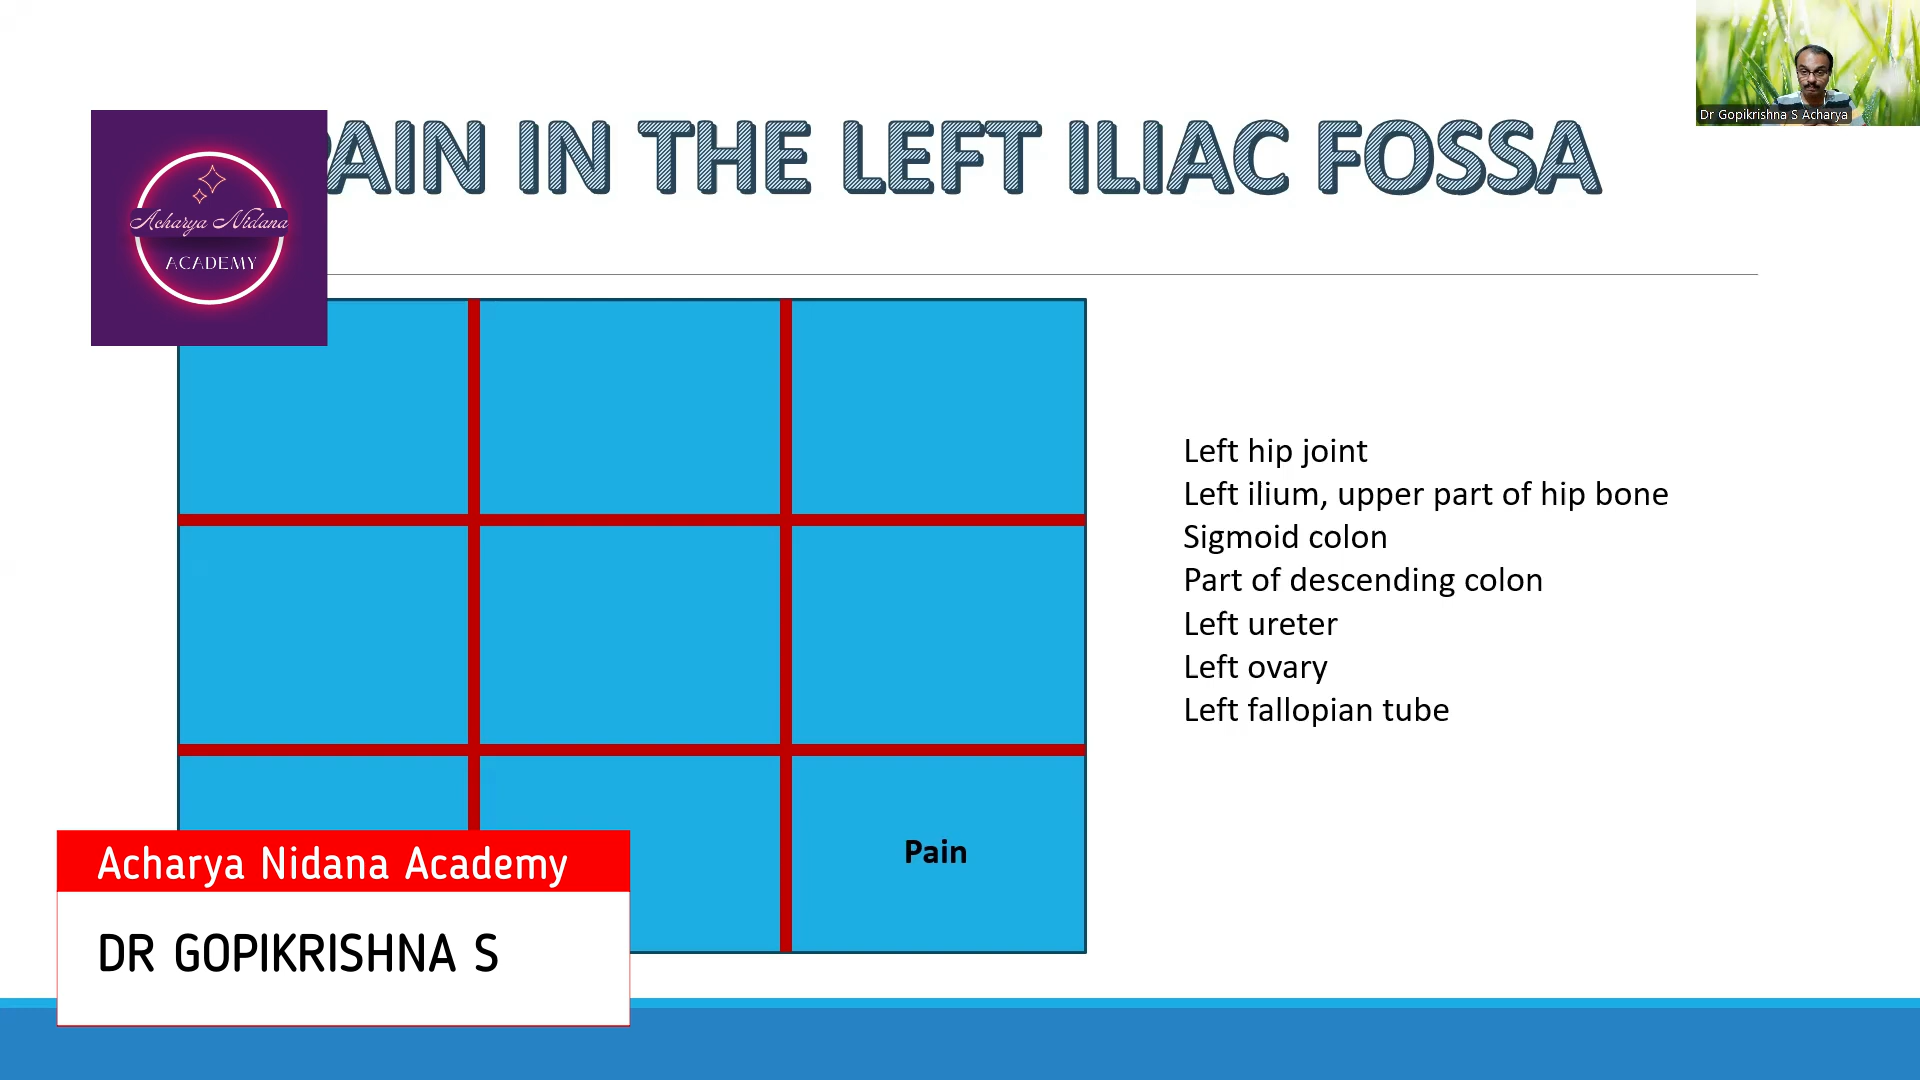 PAIN IN THE LEFT ILIAC FOSSA
Dr Gopikrishna S Acharya
Acharya Nidana
ACADEMY
Left hip joint
Left ilium, upper part of hip bone
Sigmoid colon
Part of descending colon
Left ureter
Left ovary
Left fallopian tube
Pain
Acharya Nidana Academy
DR GOPIKRISHNA S